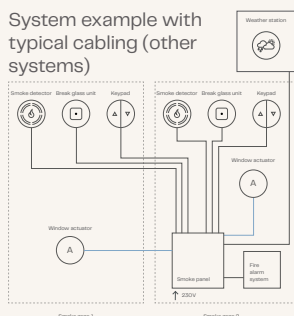 System example with
typical cabling (other
systems)
Weather station
Smoke detector Break glass unit Keypad
Smoke detector Break glass unit Keypad
Window actuator
A
Window actuator
A
Smoke panel
Fire
alarm
system
230V